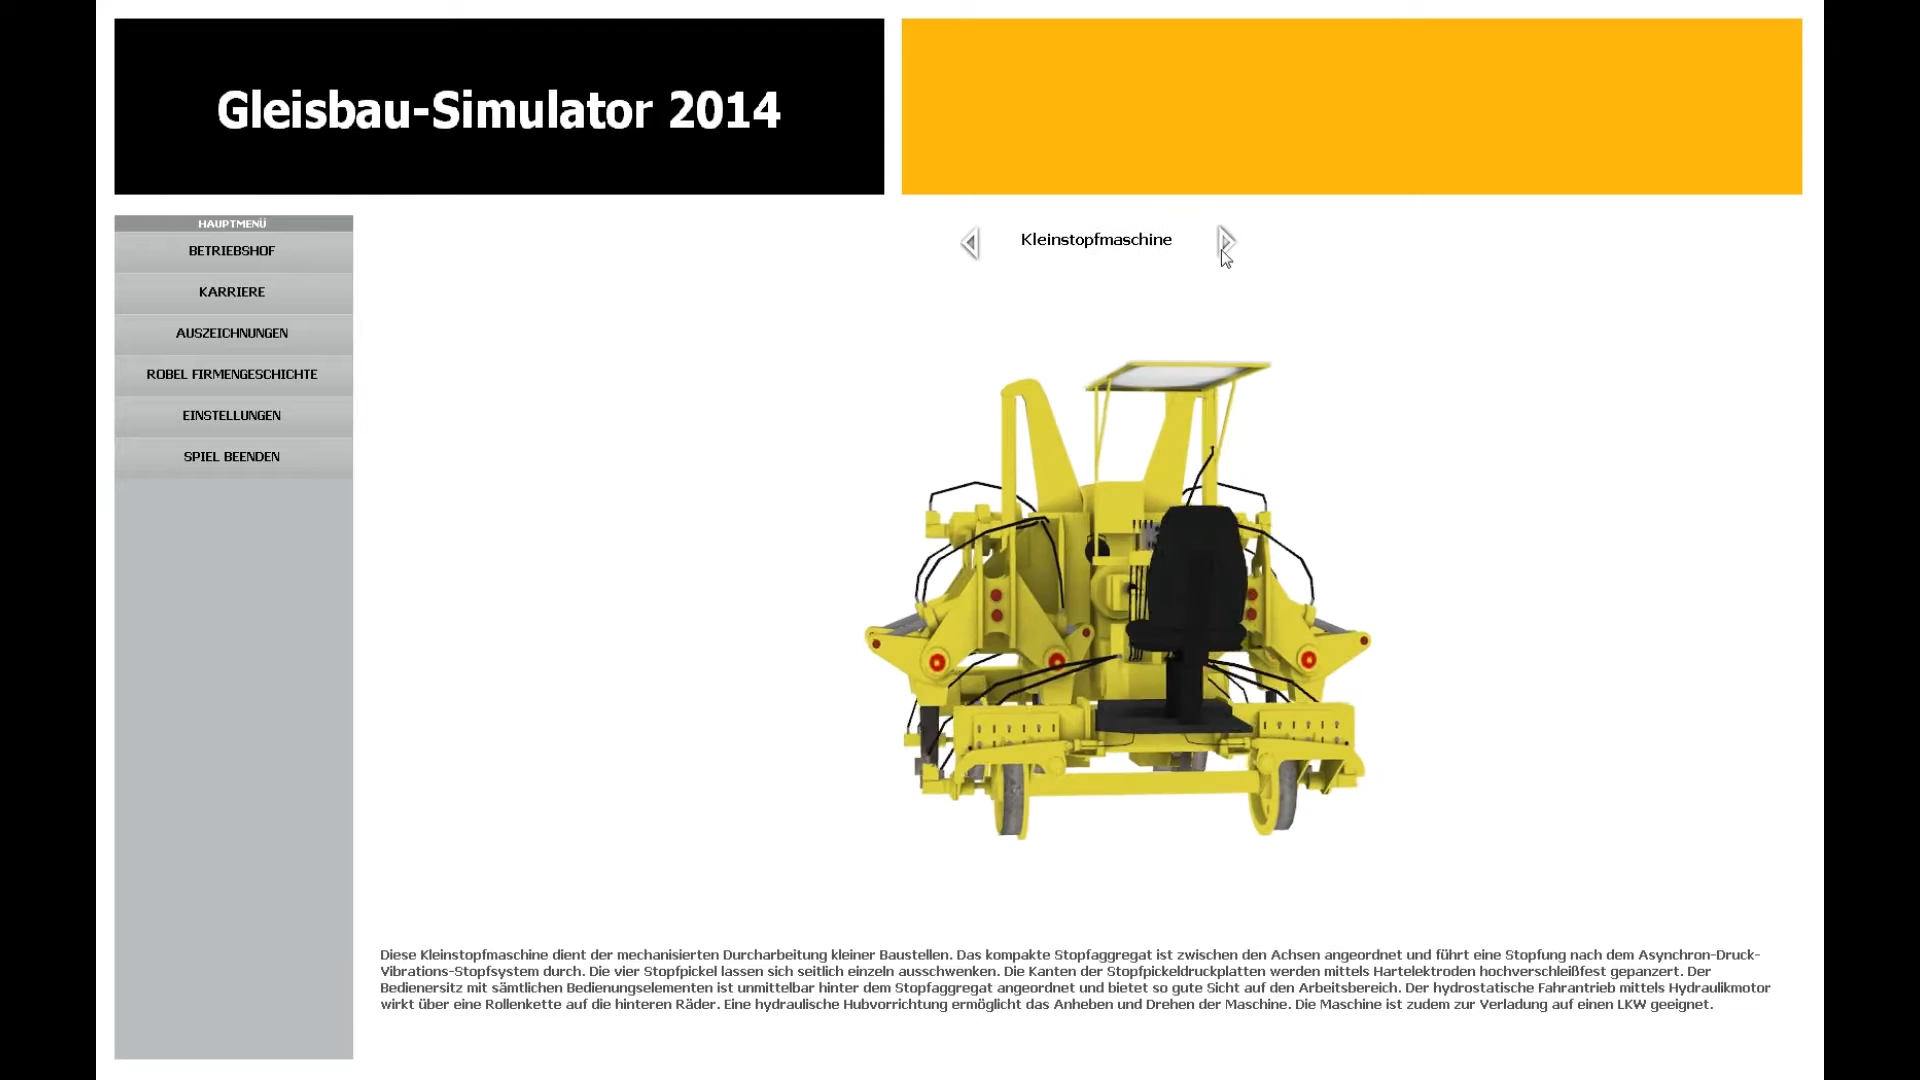 Gleisbau-Simulator 2014
HAUPTMENÜ
BETRIEBSHOF
KARRIERE
AUSZEICHNUNGEN
ROBEL FIRMENGESCHICHTE
EINSTELLUNGEN
SPIEL BEENDEN
Kleinstopfmaschine
Diese Kleinstopfmaschine dient der mechanisierten Durcharbeitung kleiner Baustellen. Das kompakte Stopfaggregat ist zwischen den Achsen angeordnet und führt eine Stopfung nach dem Asynchron-Druck-
Vibrations-Stopfsystem durch. Die vier Stopfpickel lassen sich seitlich einzeln ausschwenken. Die Kanten der Stopfpickeldruckplatten werden mittels Hartelektroden hochverschleißfest gepanzert. Der
Bedienersitz mit sämtlichen Bedienungselementen ist unmittelbar hinter dem Stopfaggregat angeordnet und bietet so gute Sicht auf den Arbeitsbereich. Der hydrostatische Fahrantrieb mittels Hydraulikmotor
wirkt über eine Rollenkette auf die hinteren Räder. Eine hydraulische Hubvorrichtung ermöglicht das Anheben und Drehen der Maschine. Die Maschine ist zudem zur Verladung auf einen LKW geeignet.